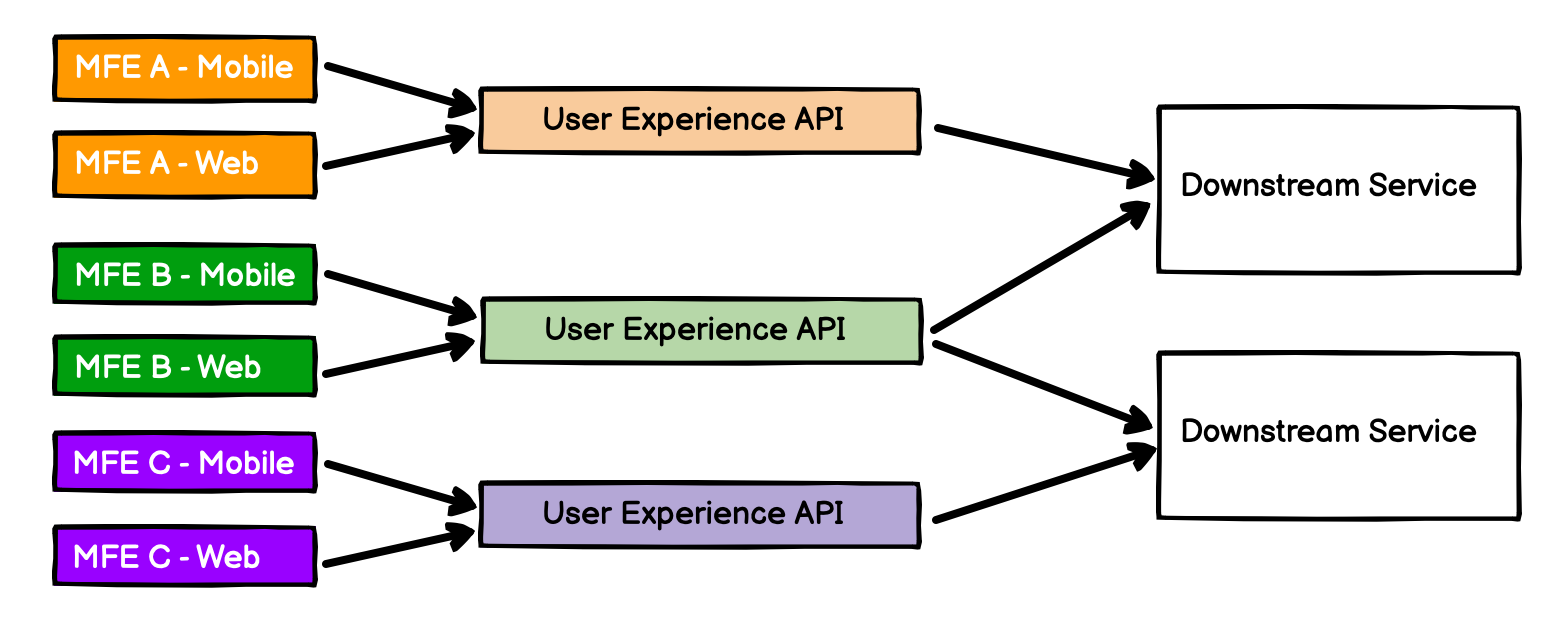 MFE A - Mobile
MFE A - Web
User Experience API
MFE B - Mobile
MFE B - Web
User Experience API
MFE C - Mobile
MFE C - Web
User Experience API
Downstream Service
Downstream Service